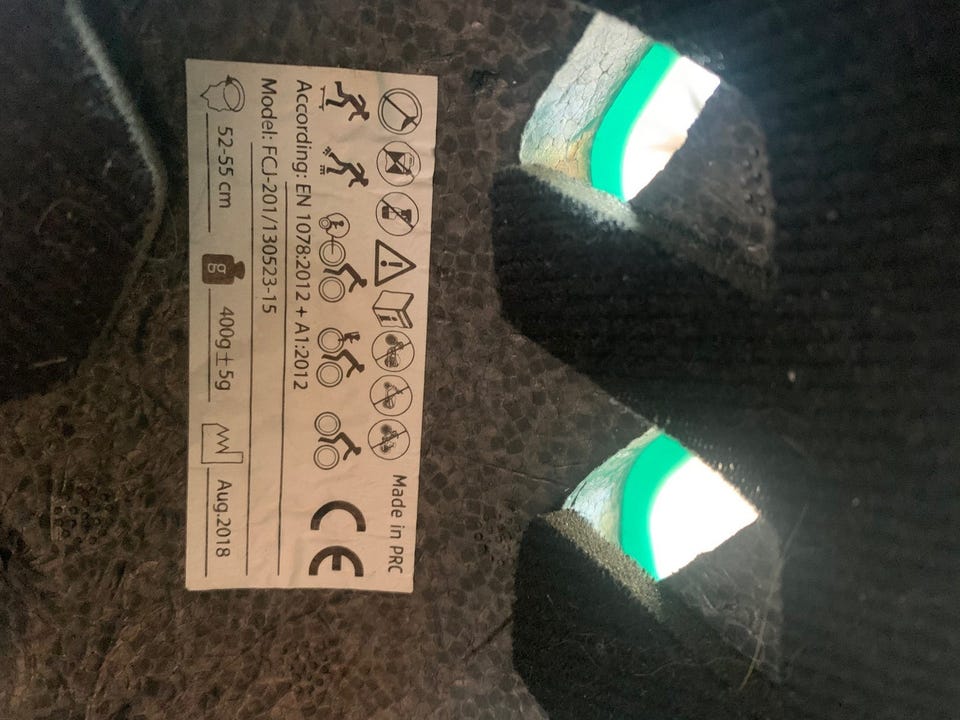 Made in PRC
CE
According: EN 1078:2012 + A1:2012
Model: FCJ-201/130523-15
52-55 cm g 400g±5g Aug.2018